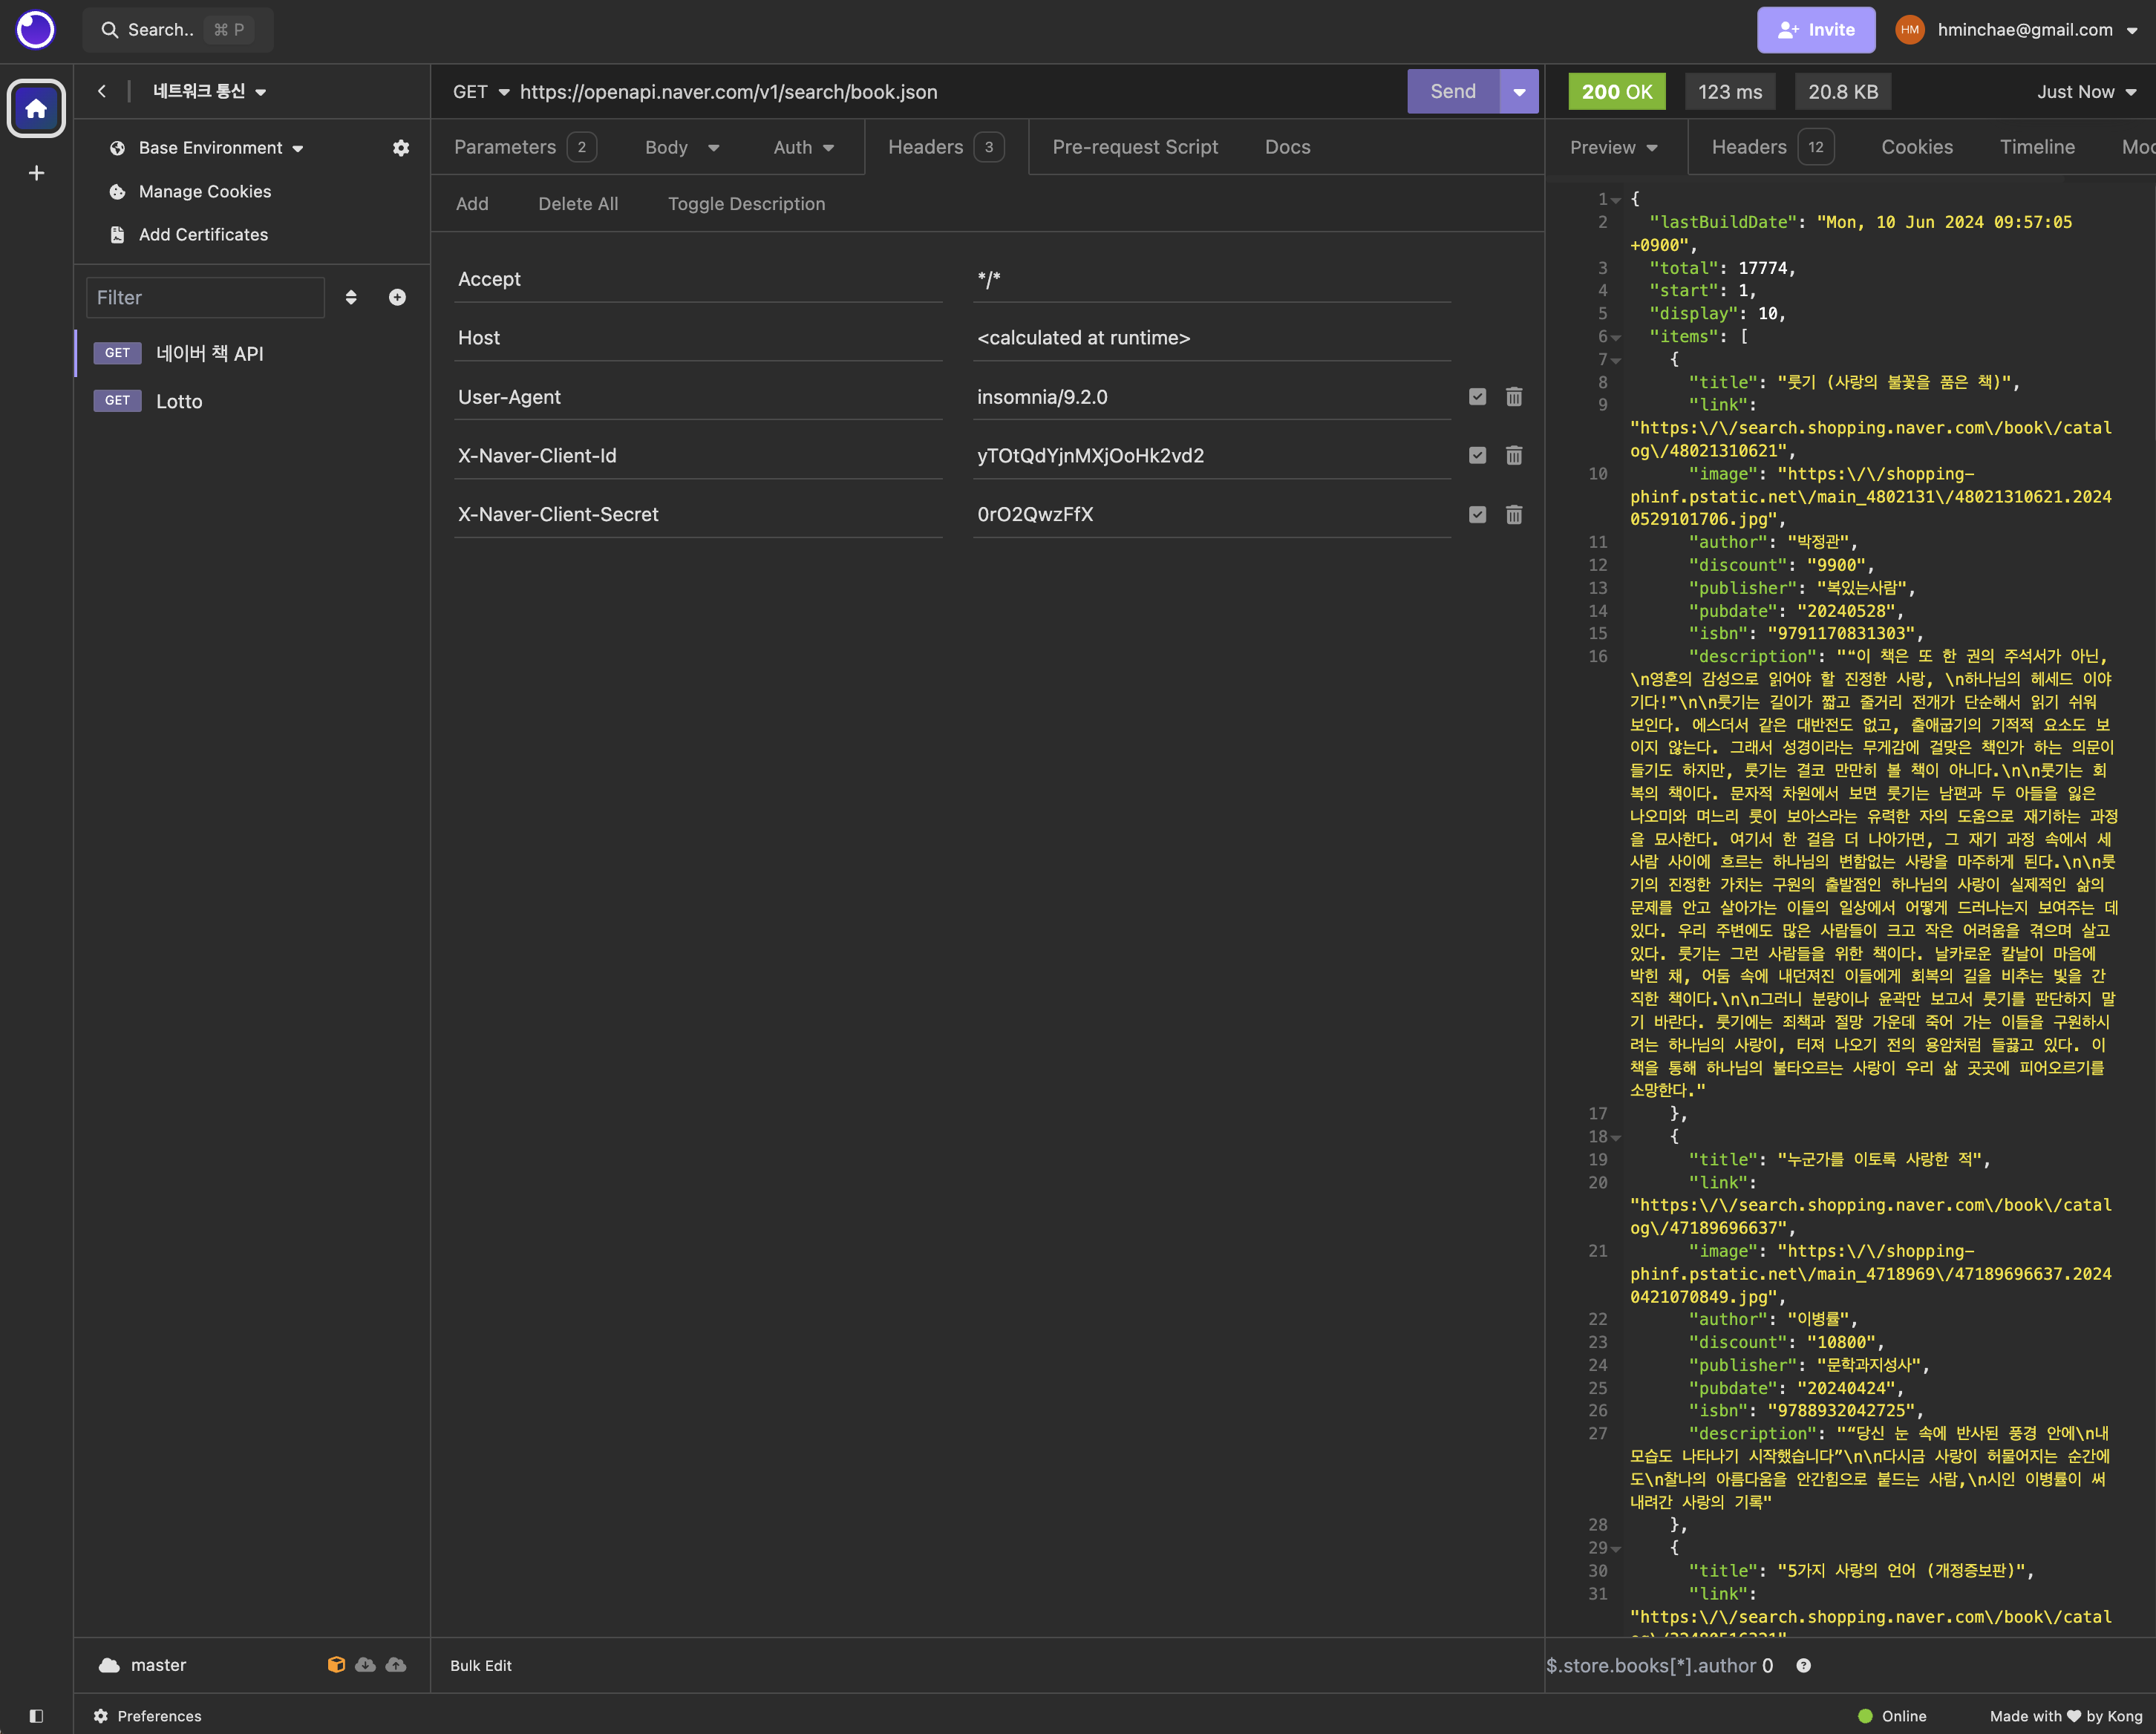 Search.. ⌘ P
Invite
HM hminchae@gmail.com
네트워크 통신
Base Environment
Manage Cookies
Add Certificates
Filter
GET 네이버 책 API
GET Lotto
master
Preferences
GET https://openapi.naver.com/v1/search/book.json
Send
Parameters 2 Body Auth Headers 3 Pre-request Script Docs
Add Delete All Toggle Description
Accept */*
Host <calculated at runtime>
User-Agent insomnia/9.2.0
X-Naver-Client-Id yTOtQdYjnMXjOoHk2vd2
X-Naver-Client-Secret 0rO2QwzFfX
Bulk Edit
200 OK 123 ms 20.8 KB Just Now
Preview Headers 12 Cookies Timeline Moc
1 {
2 "lastBuildDate": "Mon, 10 Jun 2024 09:57:05
+0900",
3 "total": 17774,
4 "start": 1,
5 "display": 10,
6 "items": [
7 {
8 "title": "룻기 (사랑의 불꽃을 품은 책)",
9 "link":
"https:\/\/search.shopping.naver.com\/book\/catal
og\/48021310621",
10 "image": "https:\/\/shopping-
phinf.pstatic.net\/main_4802131\/48021310621.2024
0529101706.jpg",
11 "author": "박정관",
12 "discount": "9900",
13 "publisher": "복있는사람",
14 "pubdate": "20240528",
15 "isbn": "9791170831303",
16 "description": "“이 책은 또 한 권의 주석서가 아닌,
\n영혼의 감성으로 읽어야 할 진정한 사랑, \n하나님의 헤세드 이야
기다!”\n\n룻기는 길이가 짧고 줄거리 전개가 단순해서 읽기 쉬워
보인다. 에스더서 같은 대반전도 없고, 출애굽기의 기적적 요소도 보
이지 않는다. 그래서 성경이라는 무게감에 걸맞은 책인가 하는 의문이
들기도 하지만, 룻기는 결코 만만히 볼 책이 아니다.\n\n룻기는 회
복의 책이다. 문자적 차원에서 보면 룻기는 남편과 두 아들을 잃은
나오미와 며느리 룻이 보아스라는 유력한 자의 도움으로 재기하는 과정
을 묘사한다. 여기서 한 걸음 더 나아가면, 그 재기 과정 속에서 세
사람 사이에 흐르는 하나님의 변함없는 사랑을 마주하게 된다.\n\n룻
기의 진정한 가치는 구원의 출발점인 하나님의 사랑이 실제적인 삶의
문제를 안고 살아가는 이들의 일상에서 어떻게 드러나는지 보여주는 데
있다. 우리 주변에도 많은 사람들이 크고 작은 어려움을 겪으며 살고
있다. 룻기는 그런 사람들을 위한 책이다. 날카로운 칼날이 마음에
박힌 채, 어둠 속에 내던져진 이들에게 회복의 길을 비추는 빛을 간
직한 책이다.\n\n그러니 분량이나 윤곽만 보고서 룻기를 판단하지 말
기 바란다. 룻기에는 죄책과 절망 가운데 죽어 가는 이들을 구원하시
려는 하나님의 사랑이, 터져 나오기 전의 용암처럼 들끓고 있다. 이
책을 통해 하나님의 불타오르는 사랑이 우리 삶 곳곳에 피어오르기를
소망한다."
17 },
18 {
19 "title": "누군가를 이토록 사랑한 적",
20 "link":
"https:\/\/search.shopping.naver.com\/book\/catal
og\/47189696637",
21 "image": "https:\/\/shopping-
phinf.pstatic.net\/main_4718969\/47189696637.2024
0421070849.jpg",
22 "author": "이병률",
23 "discount": "10800",
24 "publisher": "문학과지성사",
25 "pubdate": "20240424",
26 "isbn": "9788932042725",
27 "description": "“당신 눈 속에 반사된 풍경 안에\n내
모습도 나타나기 시작했습니다”\n\n다시금 사랑이 허물어지는 순간에
도\n찰나의 아름다움을 안간힘으로 붙드는 사람,\n시인 이병률이 써
내려간 사랑의 기록"
28 },
29 {
30 "title": "5가지 사랑의 언어 (개정증보판)",
31 "link":
"https:\/\/search.shopping.naver.com\/book\/catal
$.store.books[*].author 0
Online Made with by Kong